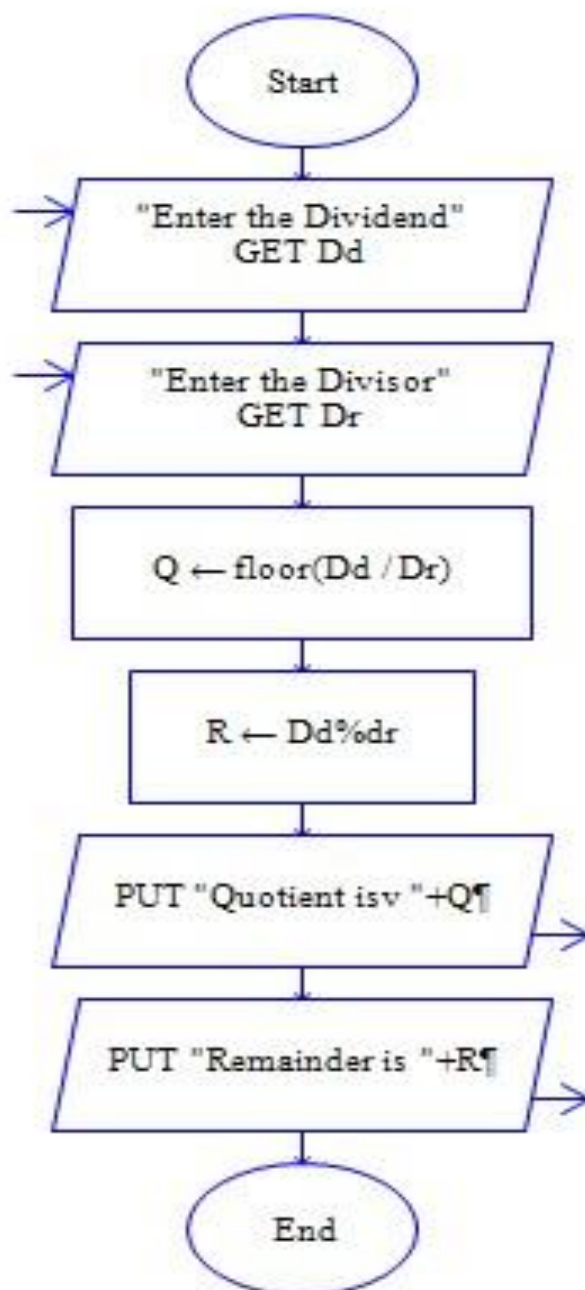 Start
"Enter the Dividend"
GET Dd
"Enter the Divisor"
GET Dr
Q ← floor(Dd / Dr)
R ← Dd%dr
PUT "Quotient isv "+Q¶
PUT "Remainder is "+R¶
End